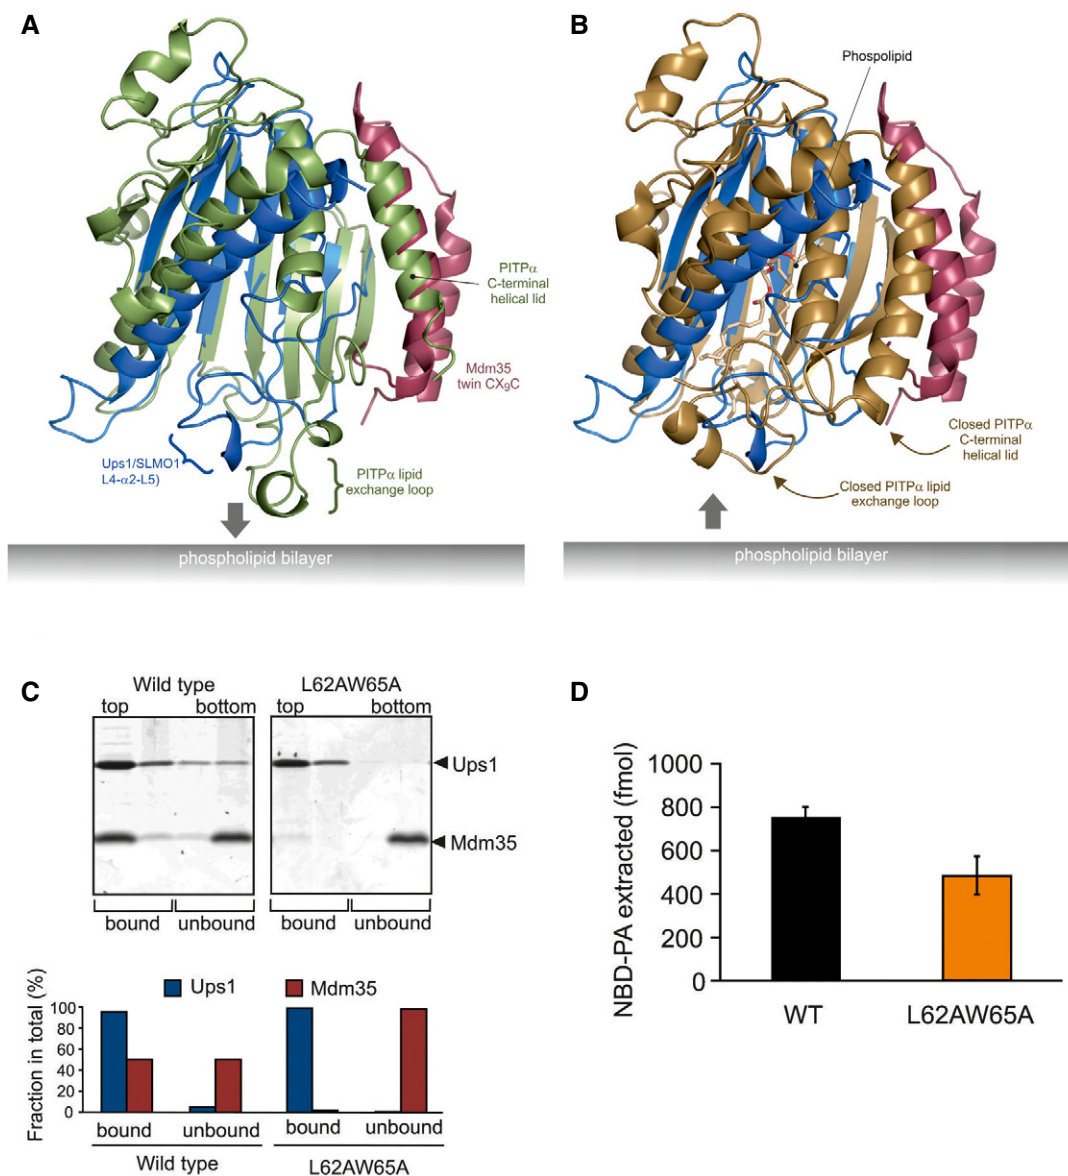 A
PITPα
C-terminal
helical lid
Mdm35
twin CX₉C
Ups1/SLMO1
L4-α2-L5)
PITPα lipid
exchange loop
phospholipid bilayer
B
Phospolipid
Closed PITPα
C-terminal
helical lid
Closed PITPα lipid
exchange loop
phospholipid bilayer
C
Wild type
L62AW65A
top bottom
top bottom
Ups1
Mdm35
bound unbound
bound unbound
Ups1 Mdm35
Fraction in total (%)
100
80
60
40
20
0
bound unbound bound unbound
Wild type L62AW65A
D
NBD-PA extracted (fmol)
1000
800
600
400
200
0
WT L62AW65A